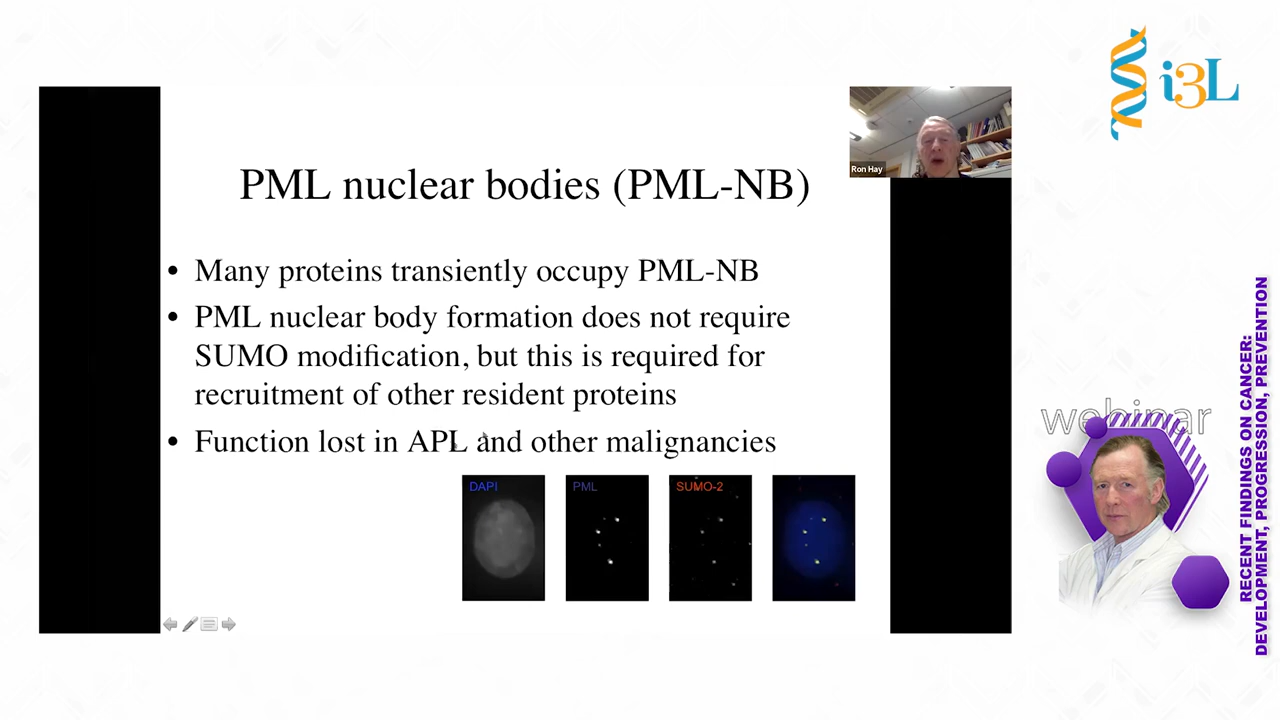 i3L
Ron Hay
PML nuclear bodies (PML-NB)
• Many proteins transiently occupy PML-NB
• PML nuclear body formation does not require
SUMO modification, but this is required for
recruitment of other resident proteins
• Function lost in APL and other malignancies
DAPI
PML
SUMO-2
webinar
RECENT FINDINGS ON CANCER:
DEVELOPMENT, PROGRESSION, PREVENTION